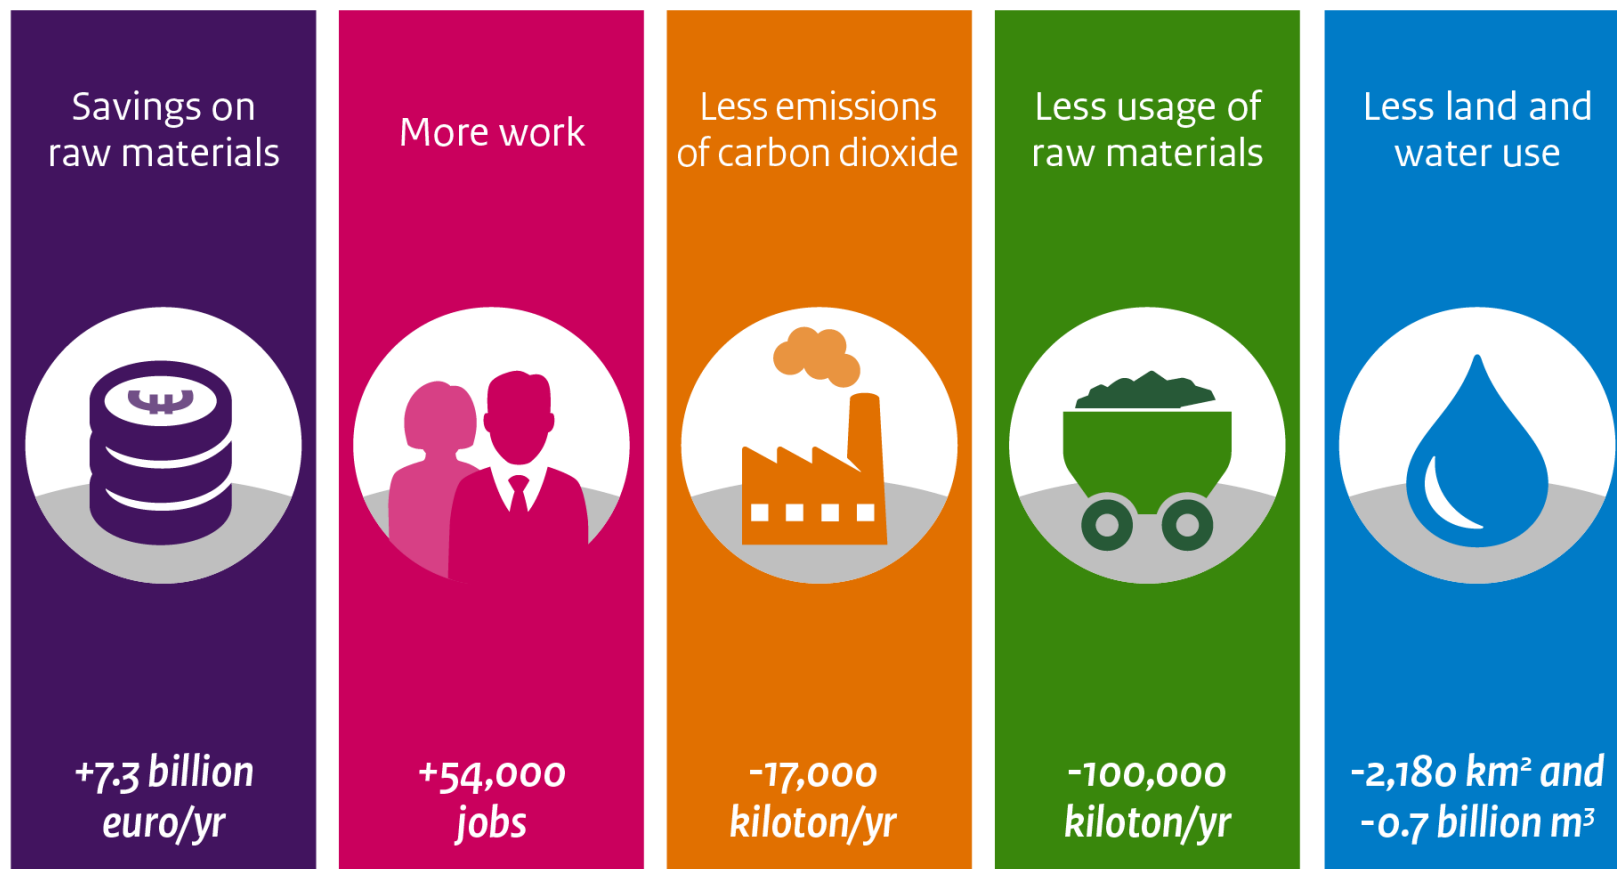 Savings on
raw materials
+7.3 billion
euro/yr
More work
+54,000
jobs
Less emissions
of carbon dioxide
-17,000
kiloton/yr
Less usage of
raw materials
-100,000
kiloton/yr
Less land and
water use
-2,180 km² and
-0.7 billion m³